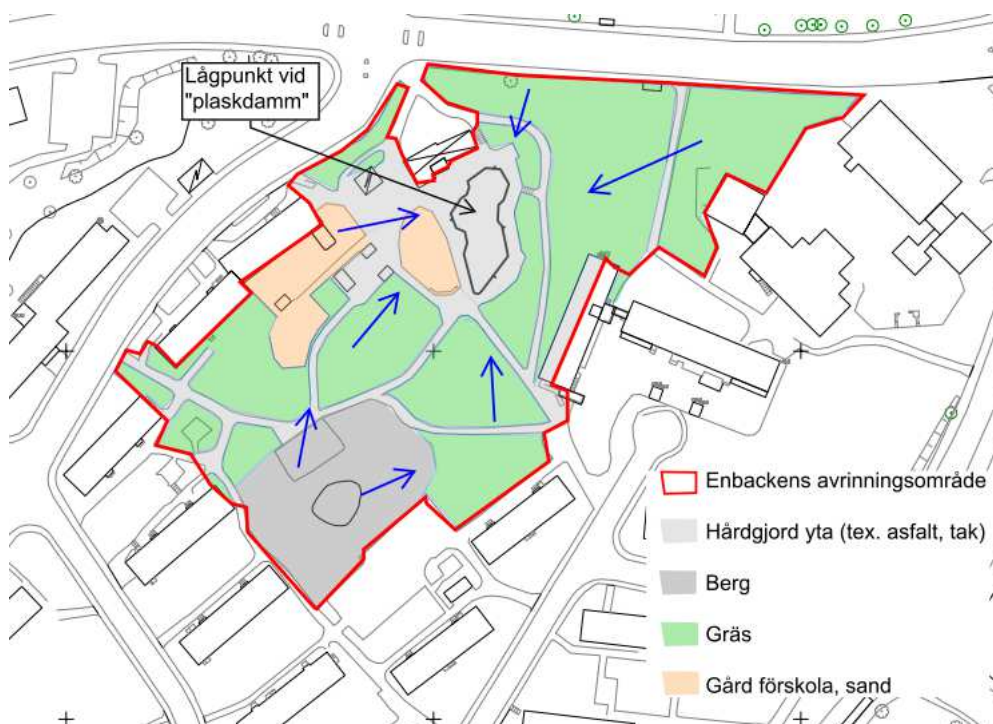 Lågpunkt vid
"plaskdamm"
Enbackens avrinningsområde
Hårdgjord yta (tex. asfalt, tak)
Berg
Gräs
Gård förskola, sand